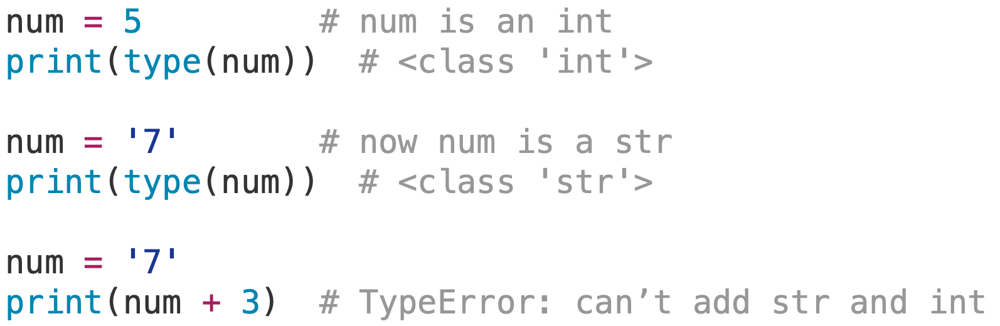 num = 5         # num is an int
print(type(num))  # <class 'int'>
num = '7'       # now num is a str
print(type(num))  # <class 'str'>
num = '7'
print(num + 3)  # TypeError: can’t add str and int